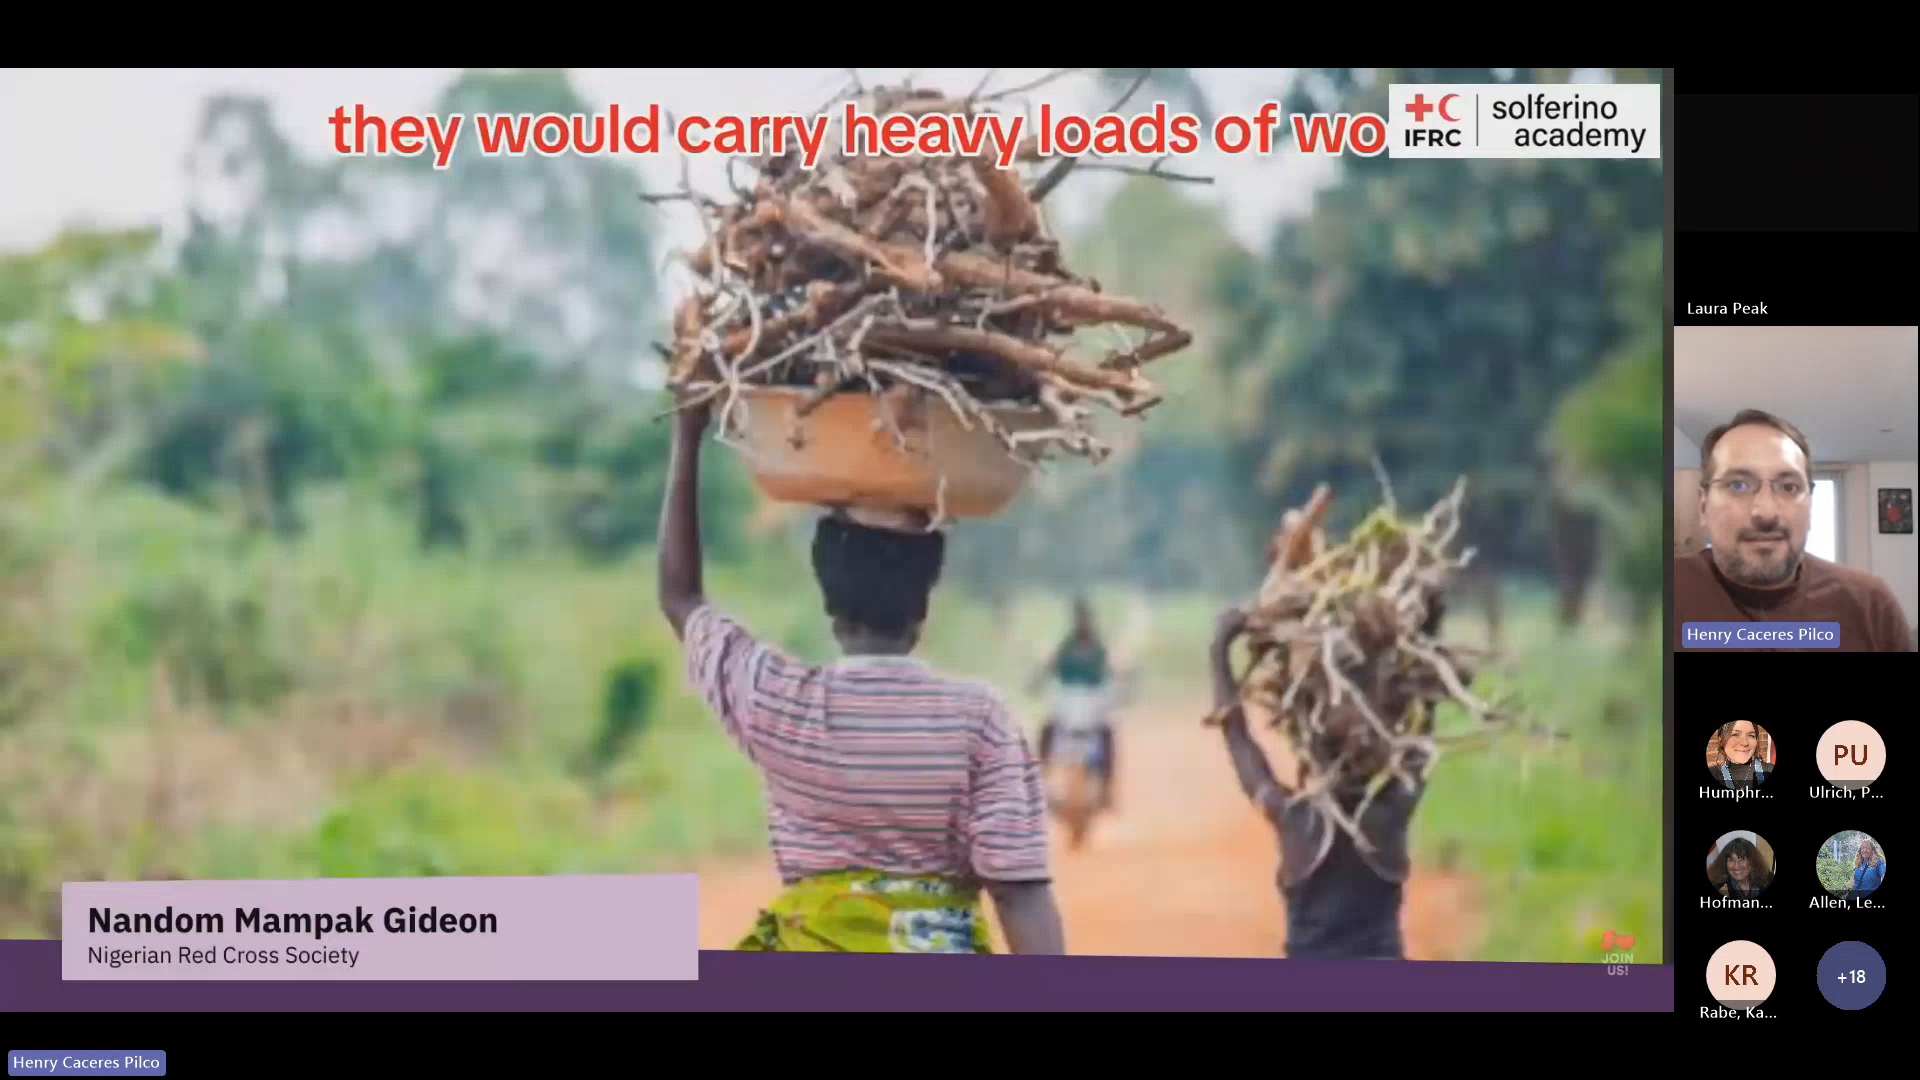 they would carry heavy loads of wo
IFRC
solferino
academy
Laura Peak
Henry Caceres Pilco
Humphr...
PU
Ulrich, P...
Hofman...
Allen, Le...
KR
+18
Rabe, Ka...
Nandom Mampak Gideon
Nigerian Red Cross Society
JOIN
US!
Henry Caceres Pilco